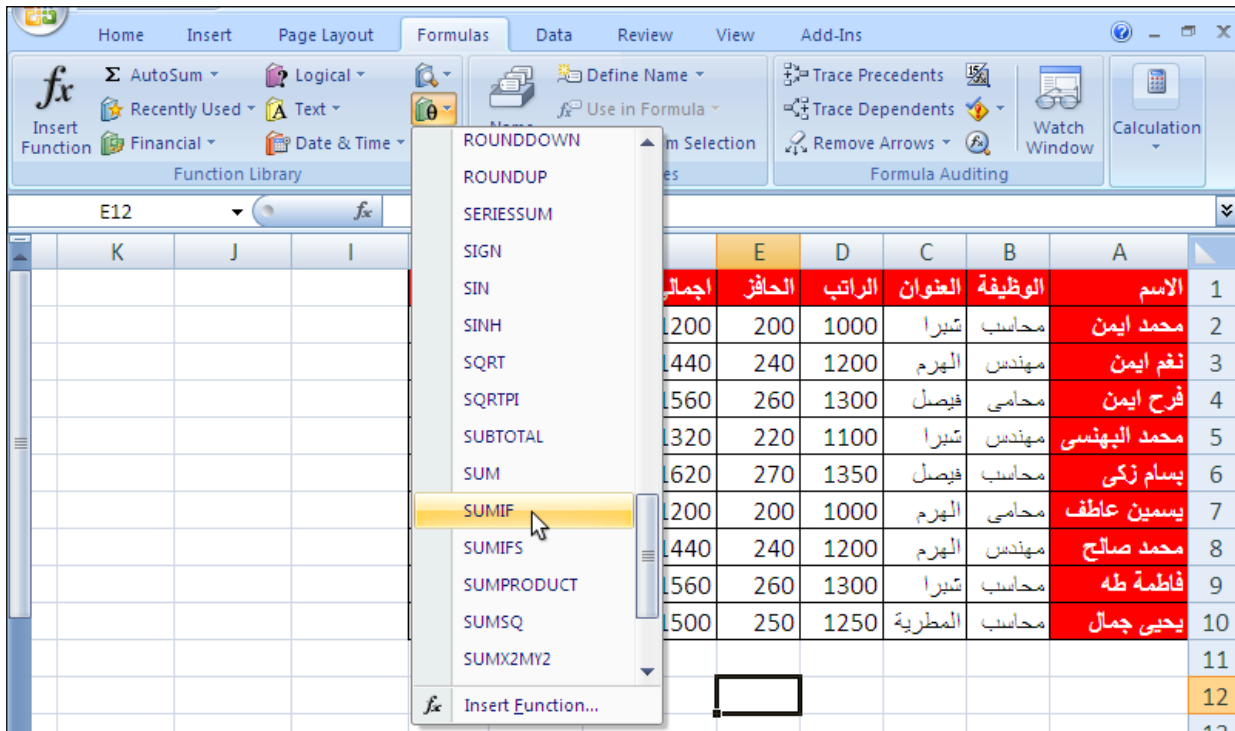 Home Insert Page Layout Formulas Data Review View Add-Ins
fx Insert Function
Σ AutoSum
Recently Used
Financial
Logical
Text
Date & Time
Function Library
Define Name
Use in Formula
m Selection
Trace Precedents
Trace Dependents
Remove Arrows
Watch Window
Formula Auditing
Calculation
E12 fx
ROUNDDOWN
ROUNDUP
SERIESSUM
SIGN
SIN
SINH
SQRT
SQRTPI
SUBTOTAL
SUM
SUMIF
SUMIFS
SUMPRODUCT
SUMSQ
SUMX2MY2
fx Insert Function...
A B C D E I J K
1 الاسم الوظيفة العنوان الراتب الحافز
2 محمد ايمن محاسب شبرا 1000 200 1200
3 نغم ايمن مهندس الهرم 1200 240 1440
4 فرح ايمن محامى فيصل 1300 260 1560
5 محمد البهنسى مهندس شبرا 1100 220 1320
6 بسام زكى محاسب فيصل 1350 270 1620
7 يسمين عاطف محامى الهرم 1000 200 1200
8 محمد صالح مهندس الهرم 1200 240 1440
9 فاطمة طه محاسب شبرا 1300 260 1560
10 يحيى جمال محاسب المطرية 1250 250 1500
11
12